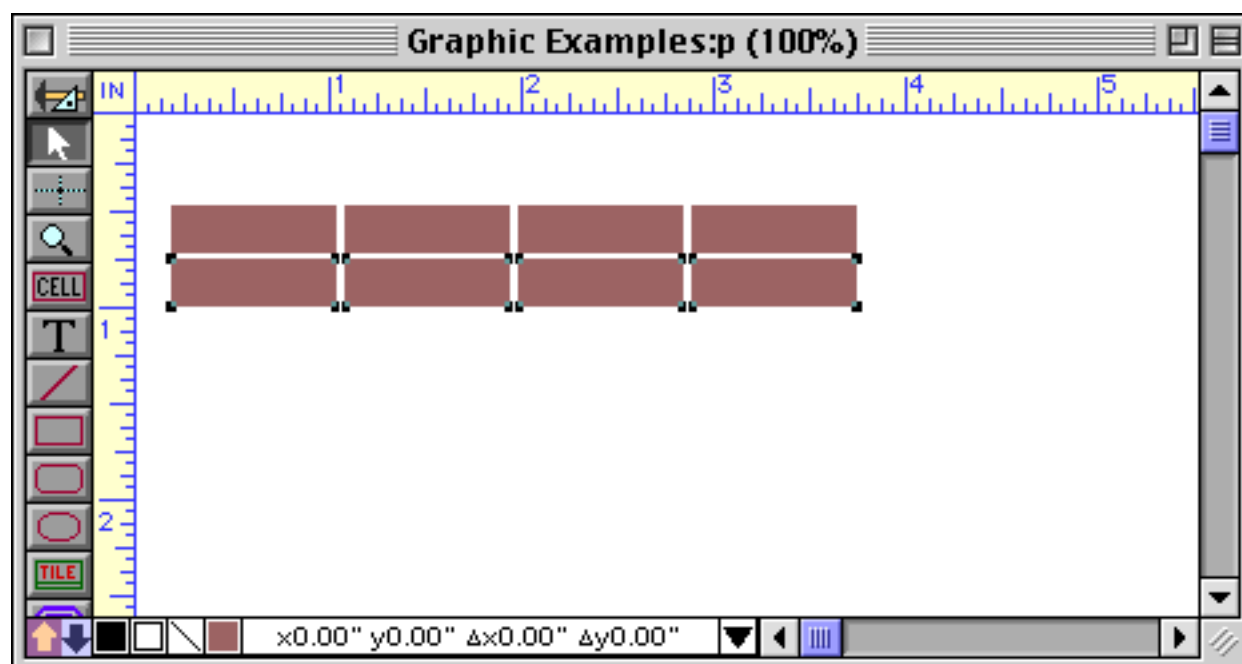 Graphic Examples:p (100%)
IN 1 2 3 4 5
CELL
T
1
2
TILE
x0.00" y0.00" Δx0.00" Δy0.00"